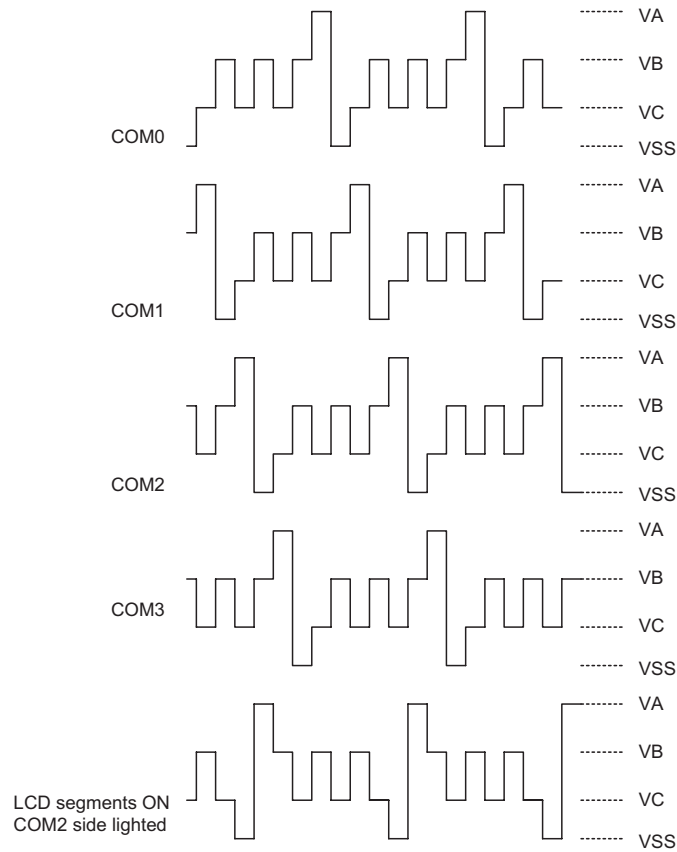 VA
VB
VC
COM0
VSS
VA
VB
VC
COM1
VSS
VA
VB
VC
COM2
VSS
VA
VB
COM3
VC
VSS
VA
VB
VC
LCD segments ON
COM2 side lighted
VSS